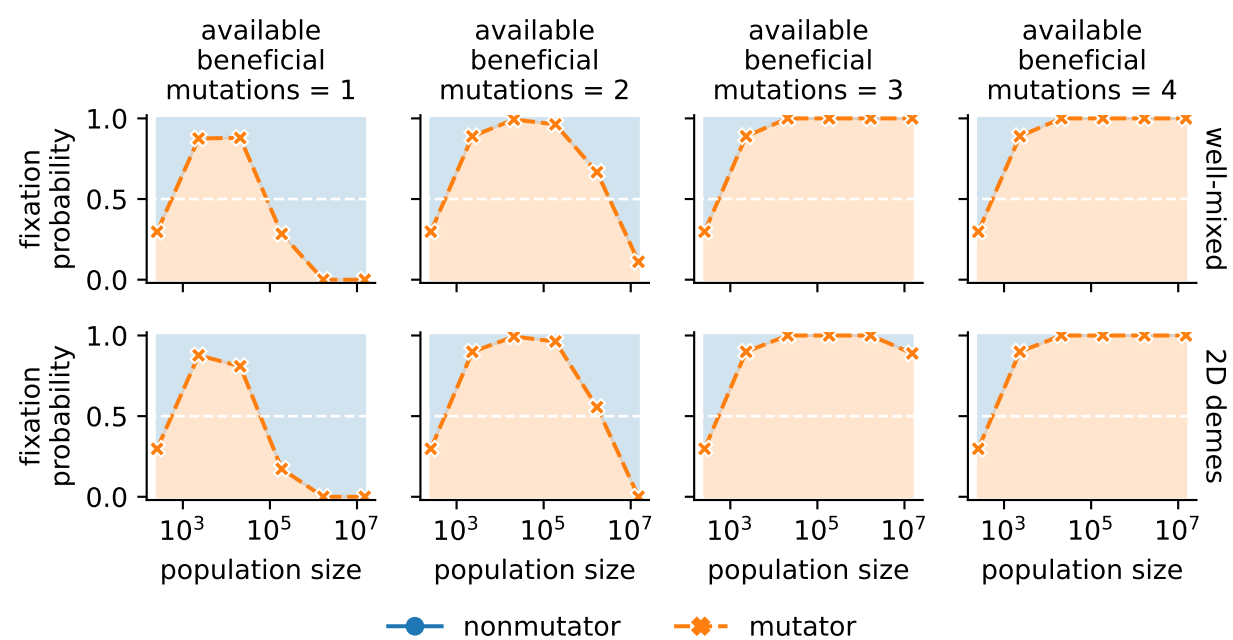 available
beneficial
mutations = 1
available
beneficial
mutations = 2
available
beneficial
mutations = 3
available
beneficial
mutations = 4
fixation
probability
1.0
0.5
0.0
well-mixed
fixation
probability
1.0
0.5
0.0
2D demes
10³ 10⁵ 10⁷
10³ 10⁵ 10⁷
10³ 10⁵ 10⁷
10³ 10⁵ 10⁷
population size
population size
population size
population size
nonmutator
mutator